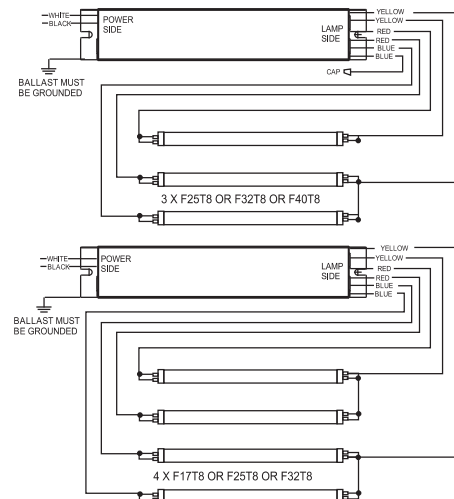 WHITE
BLACK
POWER
SIDE
LAMP
SIDE
YELLOW
YELLOW
RED
RED
BLUE
BLUE
CAP
BALLAST MUST
BE GROUNDED
3 X F25T8 OR F32T8 OR F40T8
WHITE
BLACK
POWER
SIDE
LAMP
SIDE
YELLOW
YELLOW
RED
RED
BLUE
BLUE
BALLAST MUST
BE GROUNDED
4 X F17T8 OR F25T8 OR F32T8